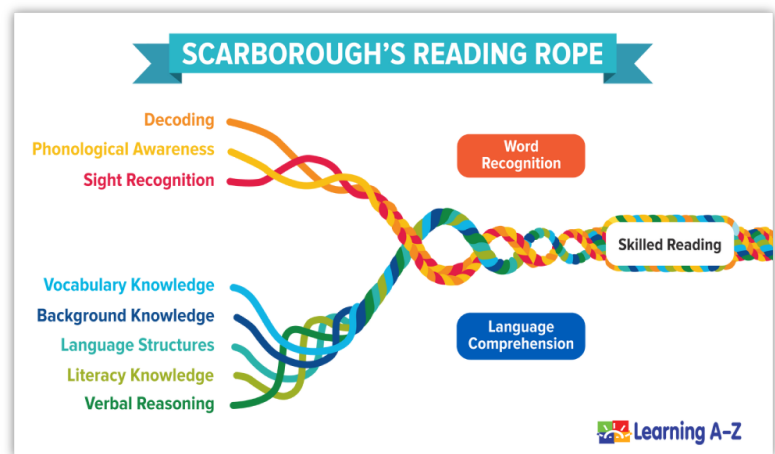 SCARBOROUGH'S READING ROPE
Decoding
Phonological Awareness
Sight Recognition
Word
Recognition
Skilled Reading
Vocabulary Knowledge
Background Knowledge
Language Structures
Literacy Knowledge
Verbal Reasoning
Language
Comprehension
Learning A–Z